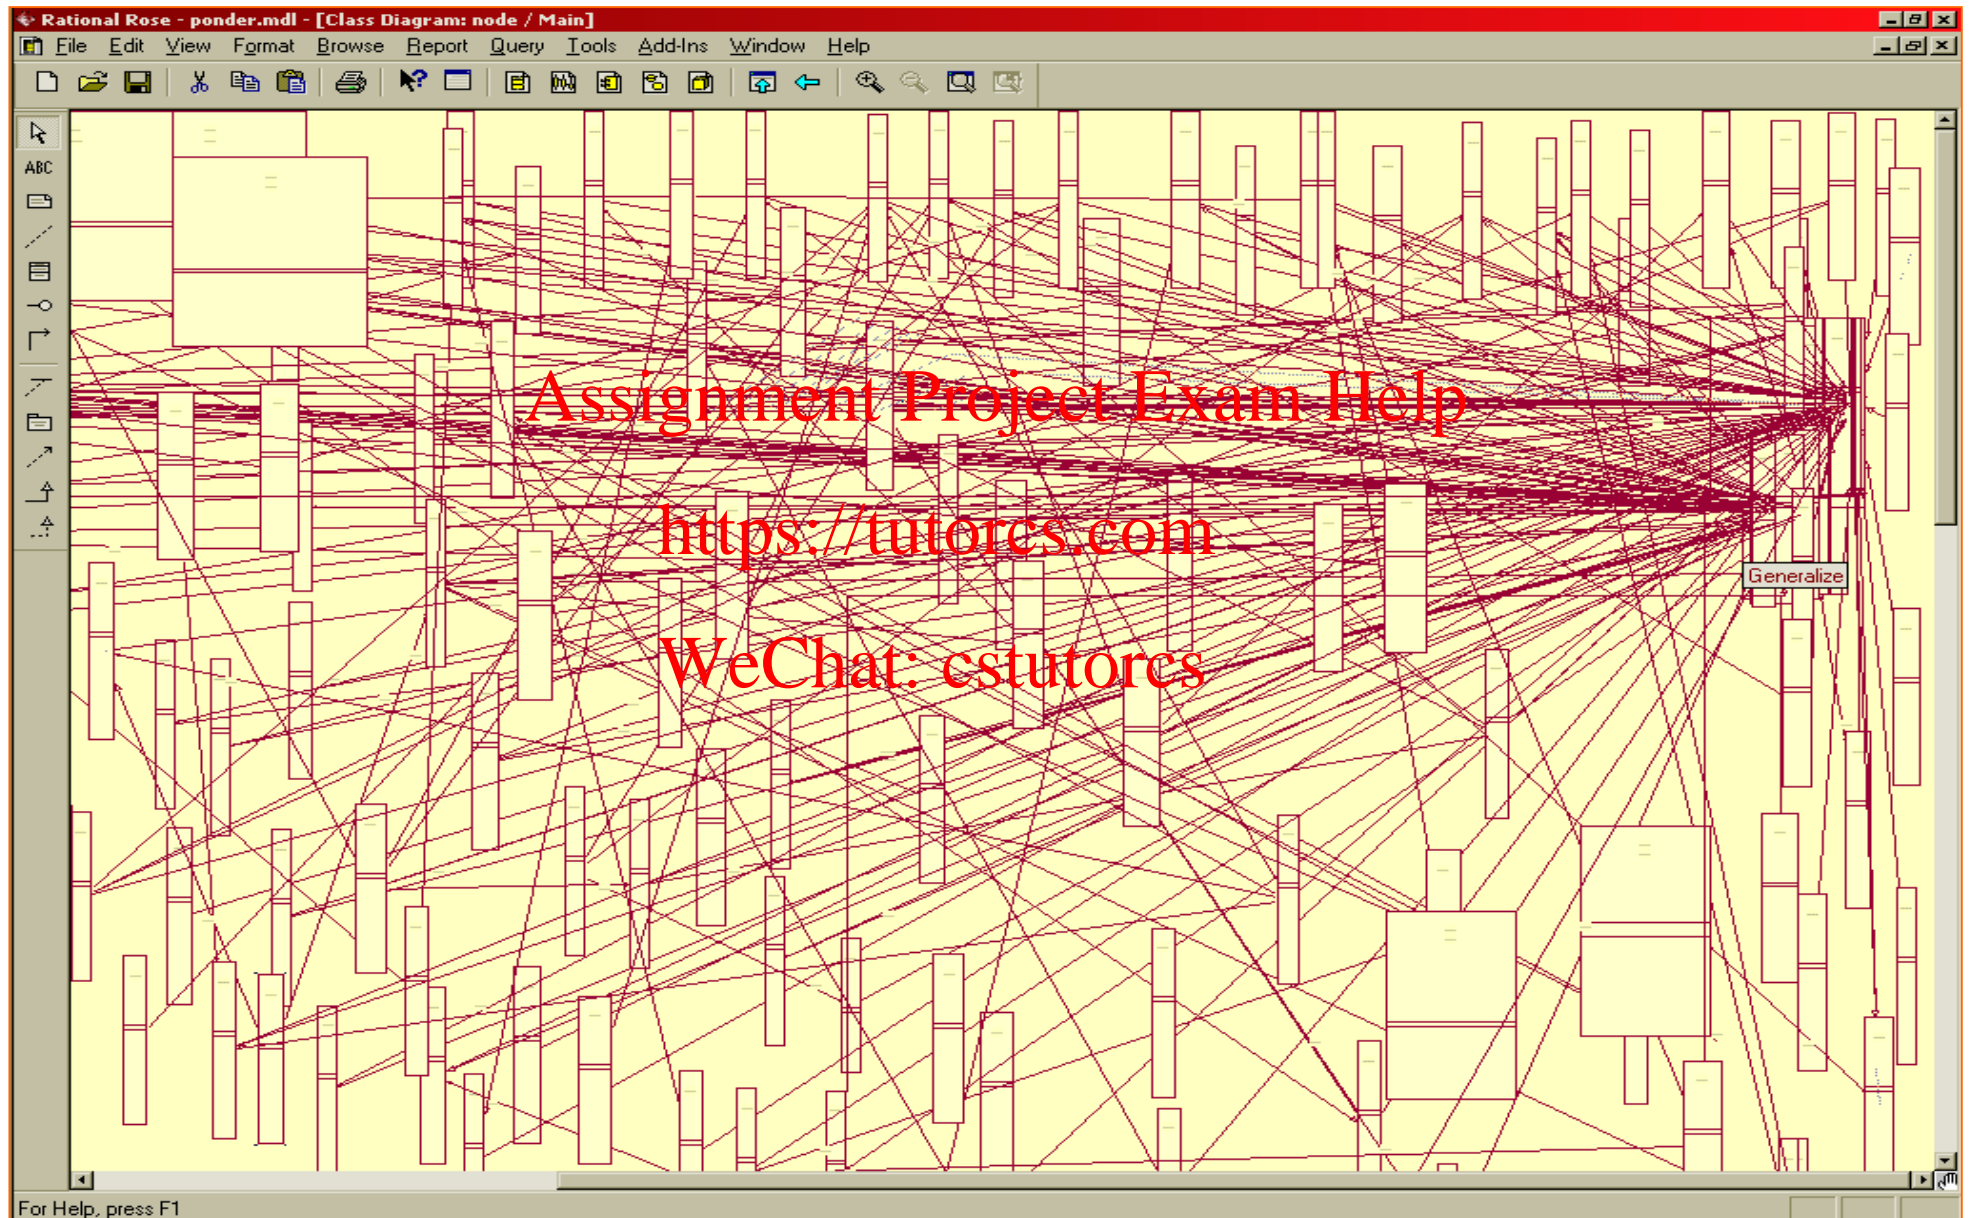 Rational Rose - ponder.mdl - [Class Diagram: node / Main]
File Edit View Format Browse Report Query Tools Add-Ins Window Help
ABC
Assignment Project Exam Help
https://tutorcs.com
Generalize
WeChat: cstutorcs
For Help, press F1